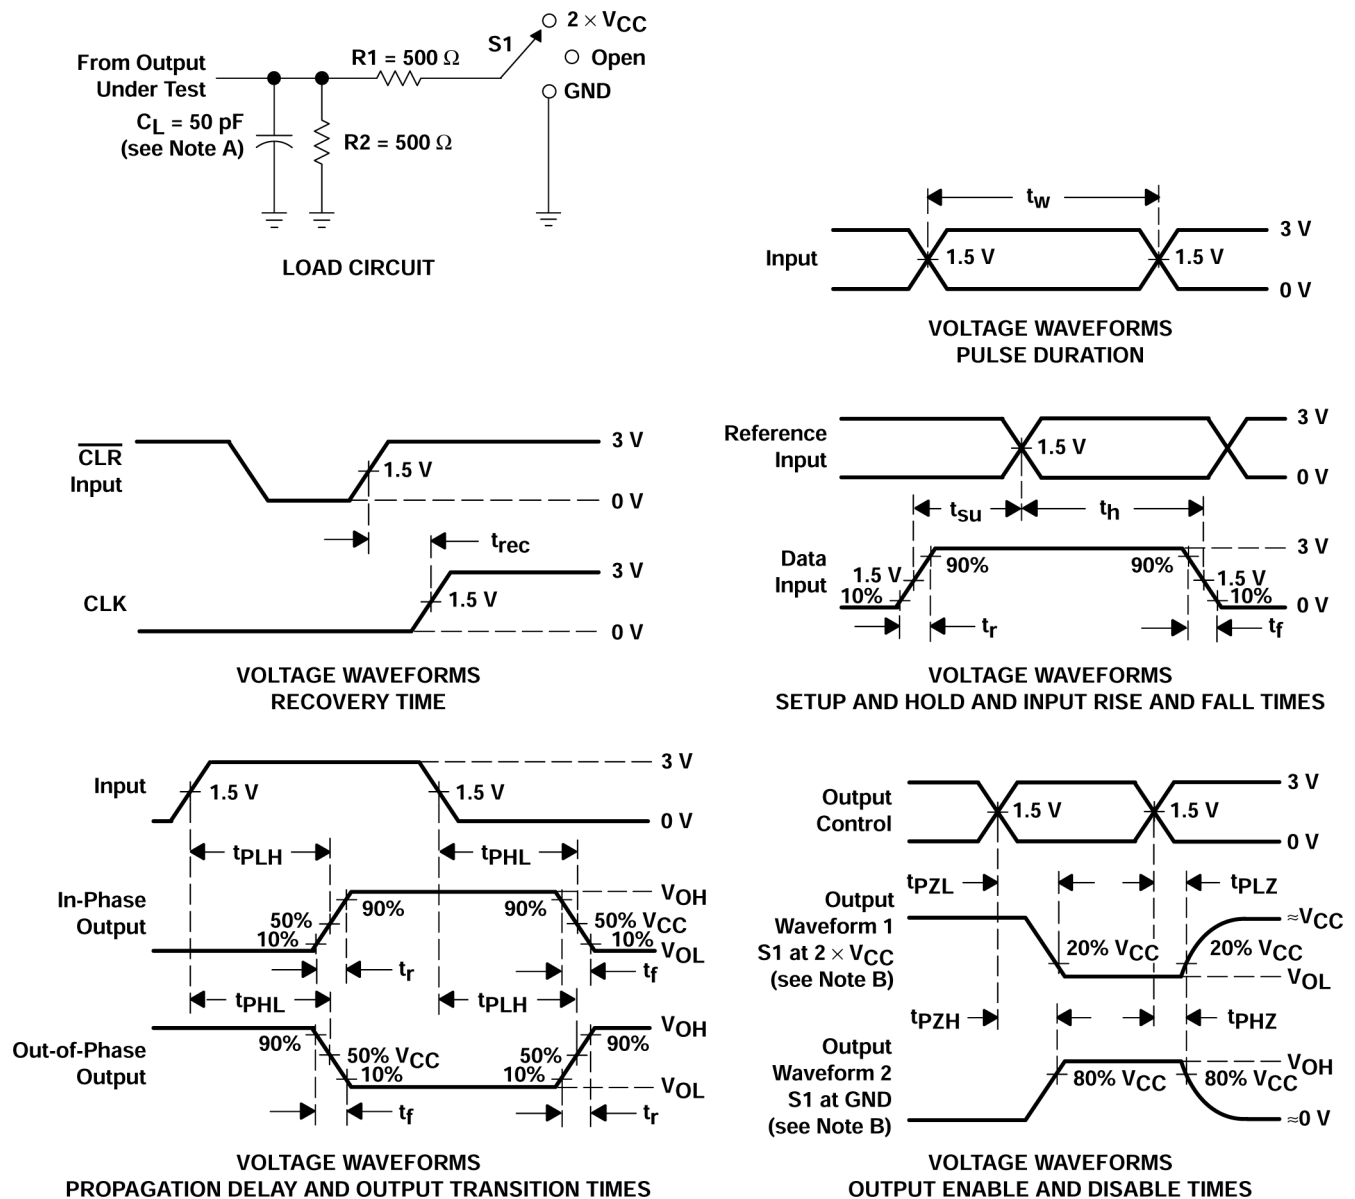 2 × VCC
S1
Open
GND
From Output
Under Test
R1 = 500 Ω
CL = 50 pF
(see Note A)
R2 = 500 Ω
LOAD CIRCUIT
tw
Input
3 V
1.5 V
1.5 V
0 V
VOLTAGE WAVEFORMS
PULSE DURATION
CLR
Input
3 V
1.5 V
0 V
trec
CLK
3 V
1.5 V
0 V
VOLTAGE WAVEFORMS
RECOVERY TIME
Reference
Input
3 V
1.5 V
0 V
tsu
th
Data
Input
3 V
90%
90%
1.5 V
1.5 V
10%
10%
0 V
tr
tf
VOLTAGE WAVEFORMS
SETUP AND HOLD AND INPUT RISE AND FALL TIMES
Input
3 V
1.5 V
1.5 V
0 V
tPLH
tPHL
In-Phase
Output
VOH
90%
90%
50%
50% VCC
10%
10%
VOL
tr
tf
tPHL
tPLH
Out-of-Phase
Output
VOH
90%
90%
50% VCC
50%
10%
10%
VOL
tf
tr
VOLTAGE WAVEFORMS
PROPAGATION DELAY AND OUTPUT TRANSITION TIMES
Output
Control
3 V
1.5 V
1.5 V
0 V
tPZL
tPLZ
Output
Waveform 1
S1 at 2 × VCC
(see Note B)
≈VCC
20% VCC
20% VCC
VOL
tPZH
tPHZ
Output
Waveform 2
S1 at GND
(see Note B)
VOH
80% VCC
80% VCC
≈0 V
VOLTAGE WAVEFORMS
OUTPUT ENABLE AND DISABLE TIMES